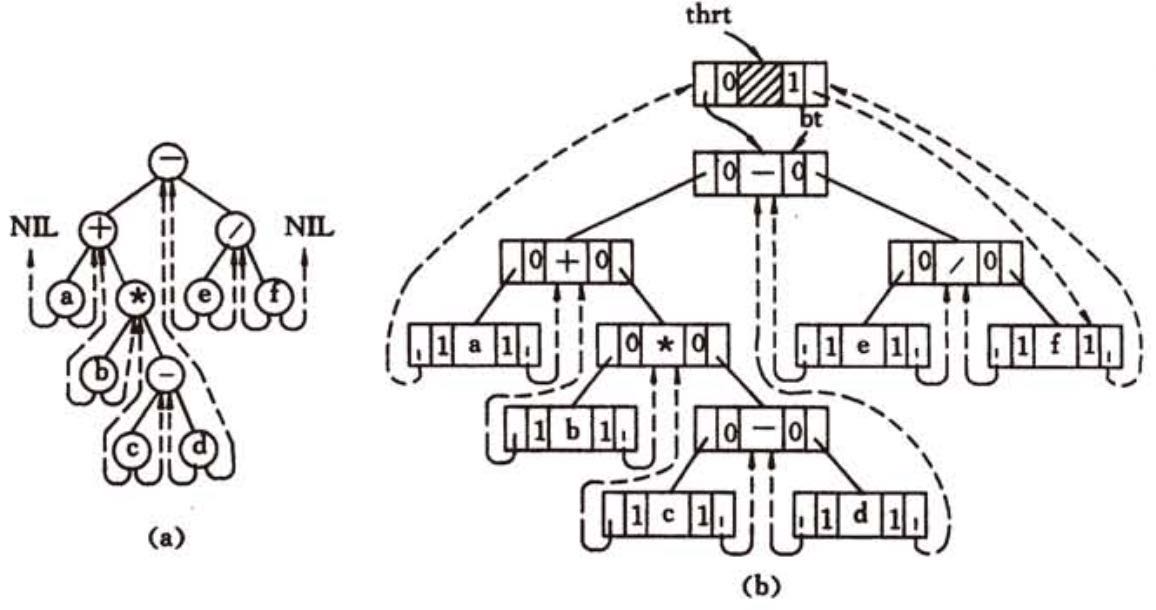 thrt
0 1
bt
0 — 0
—
NIL + / NIL
0 + 0
0 / 0
a * e f
1 a 1
0 * 0
1 e 1
1 f 1
b —
1 b 1
0 — 0
c d
1 c 1
1 d 1
(a)
(b)